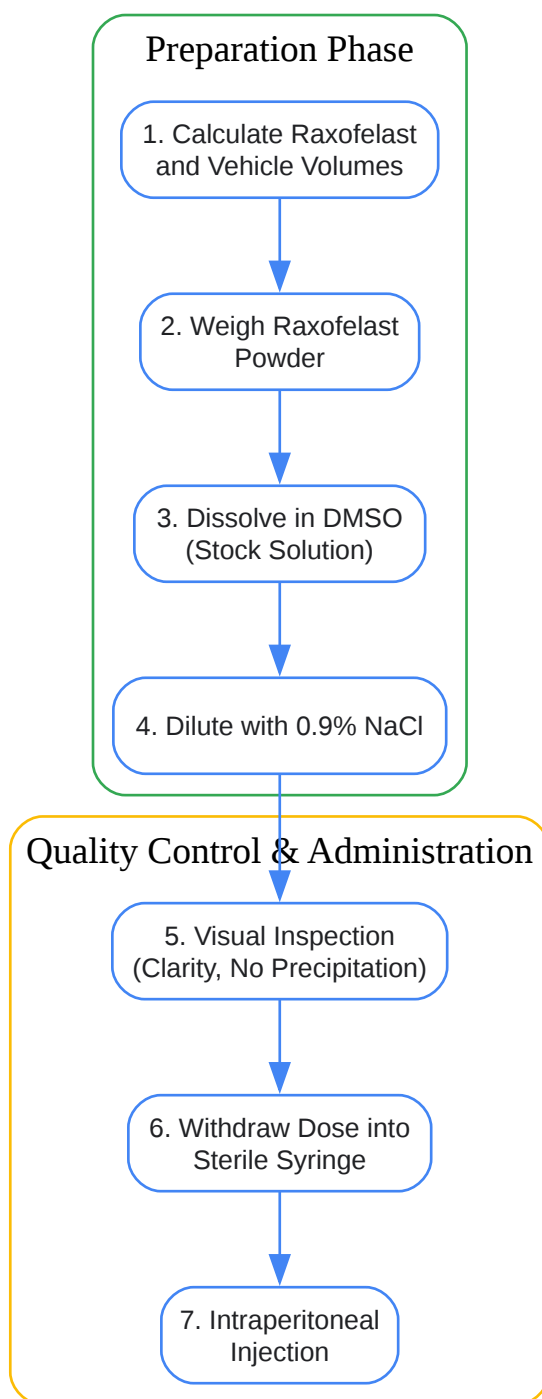 Preparation Phase
1. Calculate Raxofelast
and Vehicle Volumes
2. Weigh Raxofelast
Powder
3. Dissolve in DMSO
(Stock Solution)
4. Dilute with 0.9% NaCl
Quality Control & Administration
5. Visual Inspection
(Clarity, No Precipitation)
6. Withdraw Dose into
Sterile Syringe
7. Intraperitoneal
Injection